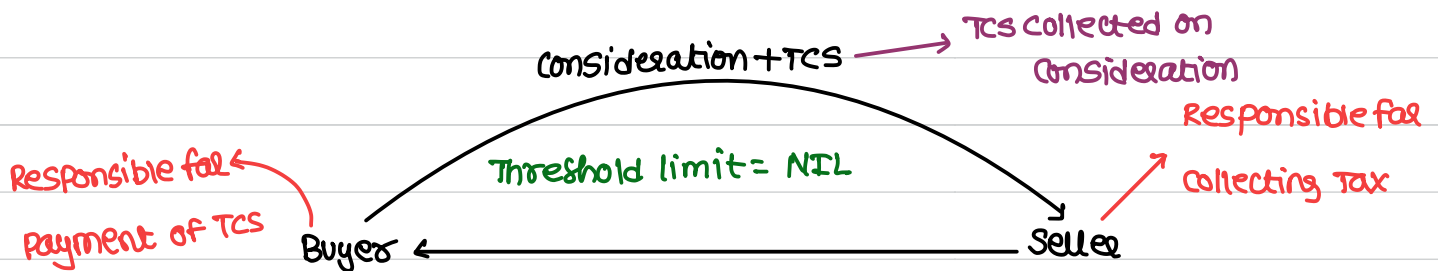 Consideration + TCS
TCS collected on
Consideration
Responsible for
Collecting Tax
Threshold limit = NIL
Responsible for
Payment of TCS
Buyer
Seller